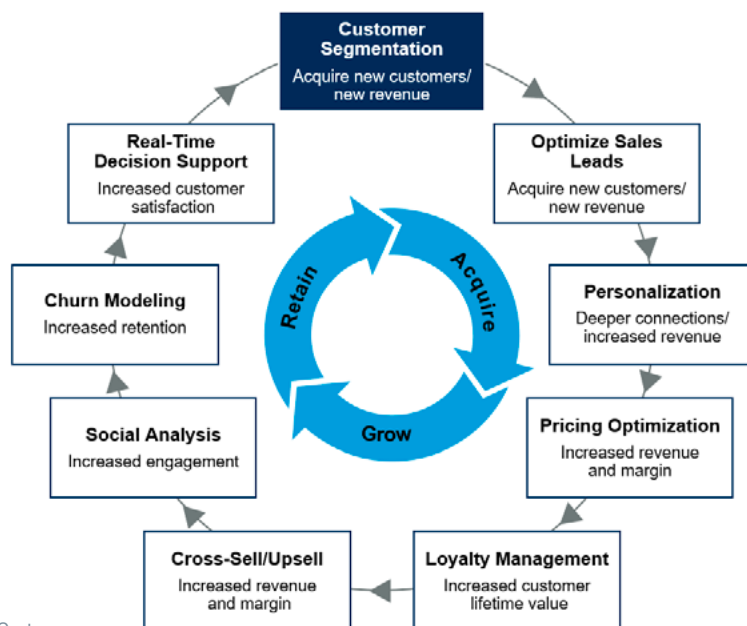 Customer
Segmentation
Acquire new customers/
new revenue
Optimize Sales
Leads
Acquire new customers/
new revenue
Personalization
Deeper connections/
increased revenue
Pricing Optimization
Increased revenue
and margin
Loyalty Management
Increased customer
lifetime value
Cross-Sell/Upsell
Increased revenue
and margin
Social Analysis
Increased engagement
Churn Modeling
Increased retention
Real-Time
Decision Support
Increased customer
satisfaction
Acquire
Grow
Retain